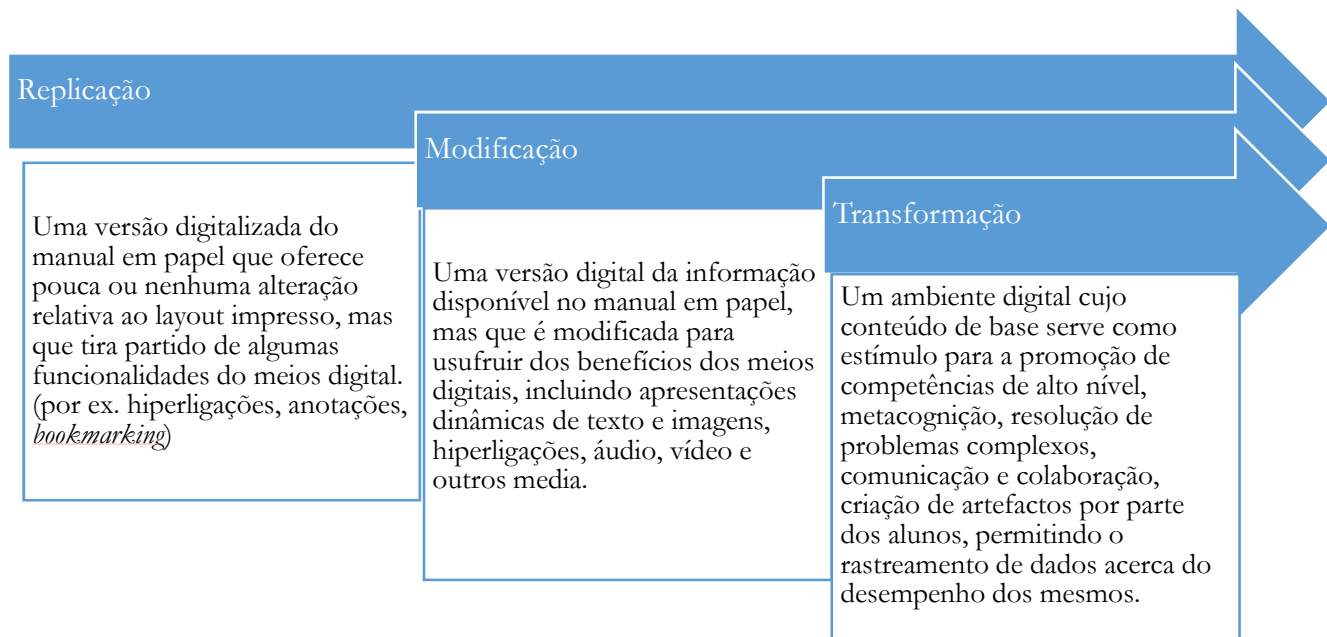 Replicação
Uma versão digitalizada do
manual em papel que oferece
pouca ou nenhuma alteração
relativa ao layout impresso, mas
que tira partido de algumas
funcionalidades do meios digital.
(por ex. hiperligações, anotações,
bookmarking)
Modificação
Uma versão digital da informação
disponível no manual em papel,
mas que é modificada para
usufruir dos benefícios dos meios
digitais, incluindo apresentações
dinâmicas de texto e imagens,
hiperligações, áudio, vídeo e
outros media.
Transformação
Um ambiente digital cujo
conteúdo de base serve como
estímulo para a promoção de
competências de alto nível,
metacognição, resolução de
problemas complexos,
comunicação e colaboração,
criação de artefactos por parte
dos alunos, permitindo o
rastreamento de dados acerca do
desempenho dos mesmos.